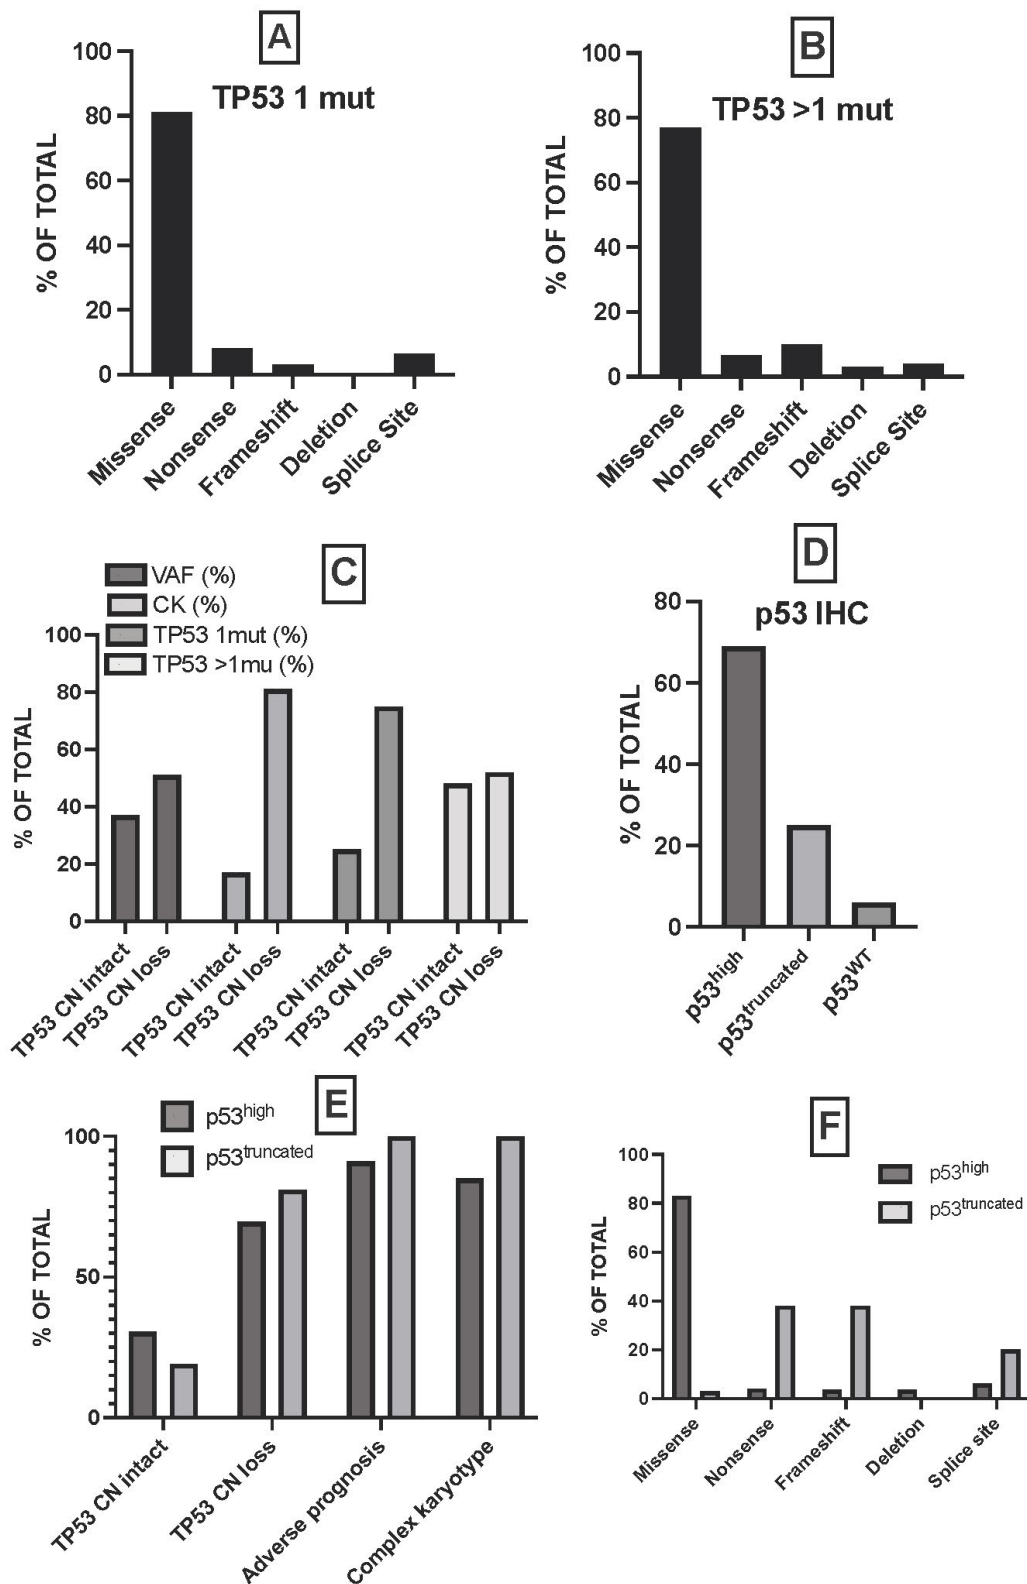 A
TP53 1 mut
% OF TOTAL
100
80
60
40
20
0
Missense
Nonsense
Frameshift
Deletion
Splice Site
B
TP53 >1 mut
% OF TOTAL
100
80
60
40
20
0
Missense
Nonsense
Frameshift
Deletion
Splice Site
C
VAF (%)
CK (%)
TP53 1mut (%)
TP53 >1mu (%)
% OF TOTAL
100
80
60
40
20
0
TP53 CN intact
TP53 CN loss
TP53 CN intact
TP53 CN loss
TP53 CN intact
TP53 CN loss
TP53 CN intact
TP53 CN loss
D
p53 IHC
% OF TOTAL
80
60
40
20
0
p53high
p53truncated
p53WT
E
p53high
p53truncated
% OF TOTAL
100
50
0
TP53 CN intact
TP53 CN loss
Adverse prognosis
Complex karyotype
F
p53high
p53truncated
% OF TOTAL
100
80
60
40
20
0
Missense
Nonsense
Frameshift
Deletion
Splice site